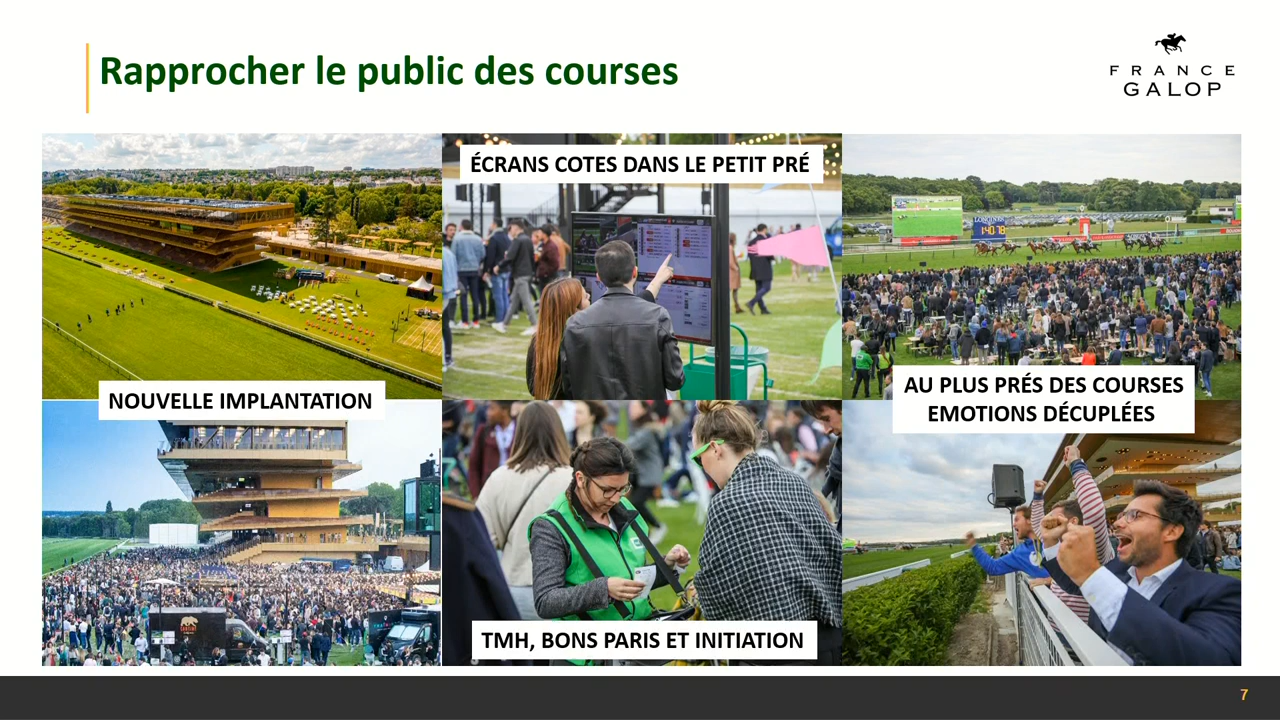 Rapprocher le public des courses
FRANCE
GALOP
ÉCRANS COTES DANS LE PETIT PRÉ
LONGINES
NOUVELLE IMPLANTATION
AU PLUS PRÉS DES COURSES
EMOTIONS DÉCUPLÉES
TMH, BONS PARIS ET INITIATION
7